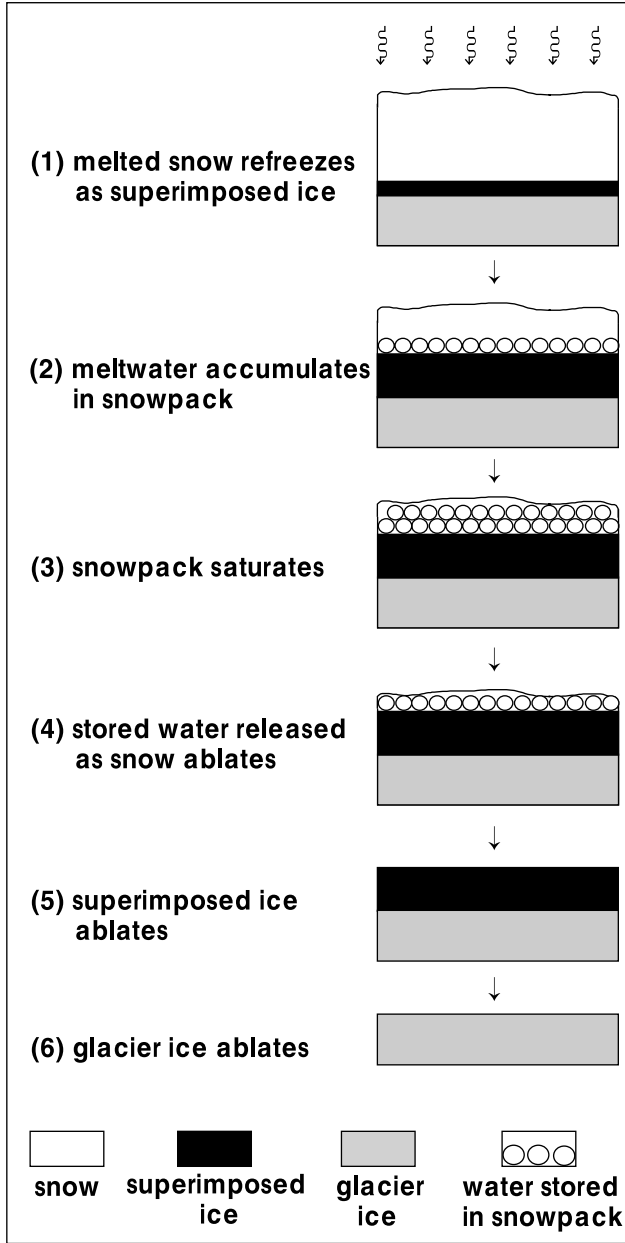 (1) melted snow refreezes
as superimposed ice
(2) meltwater accumulates
in snowpack
(3) snowpack saturates
(4) stored water released
as snow ablates
(5) superimposed ice
ablates
(6) glacier ice ablates
snow
superimposed
ice
glacier
ice
water stored
in snowpack